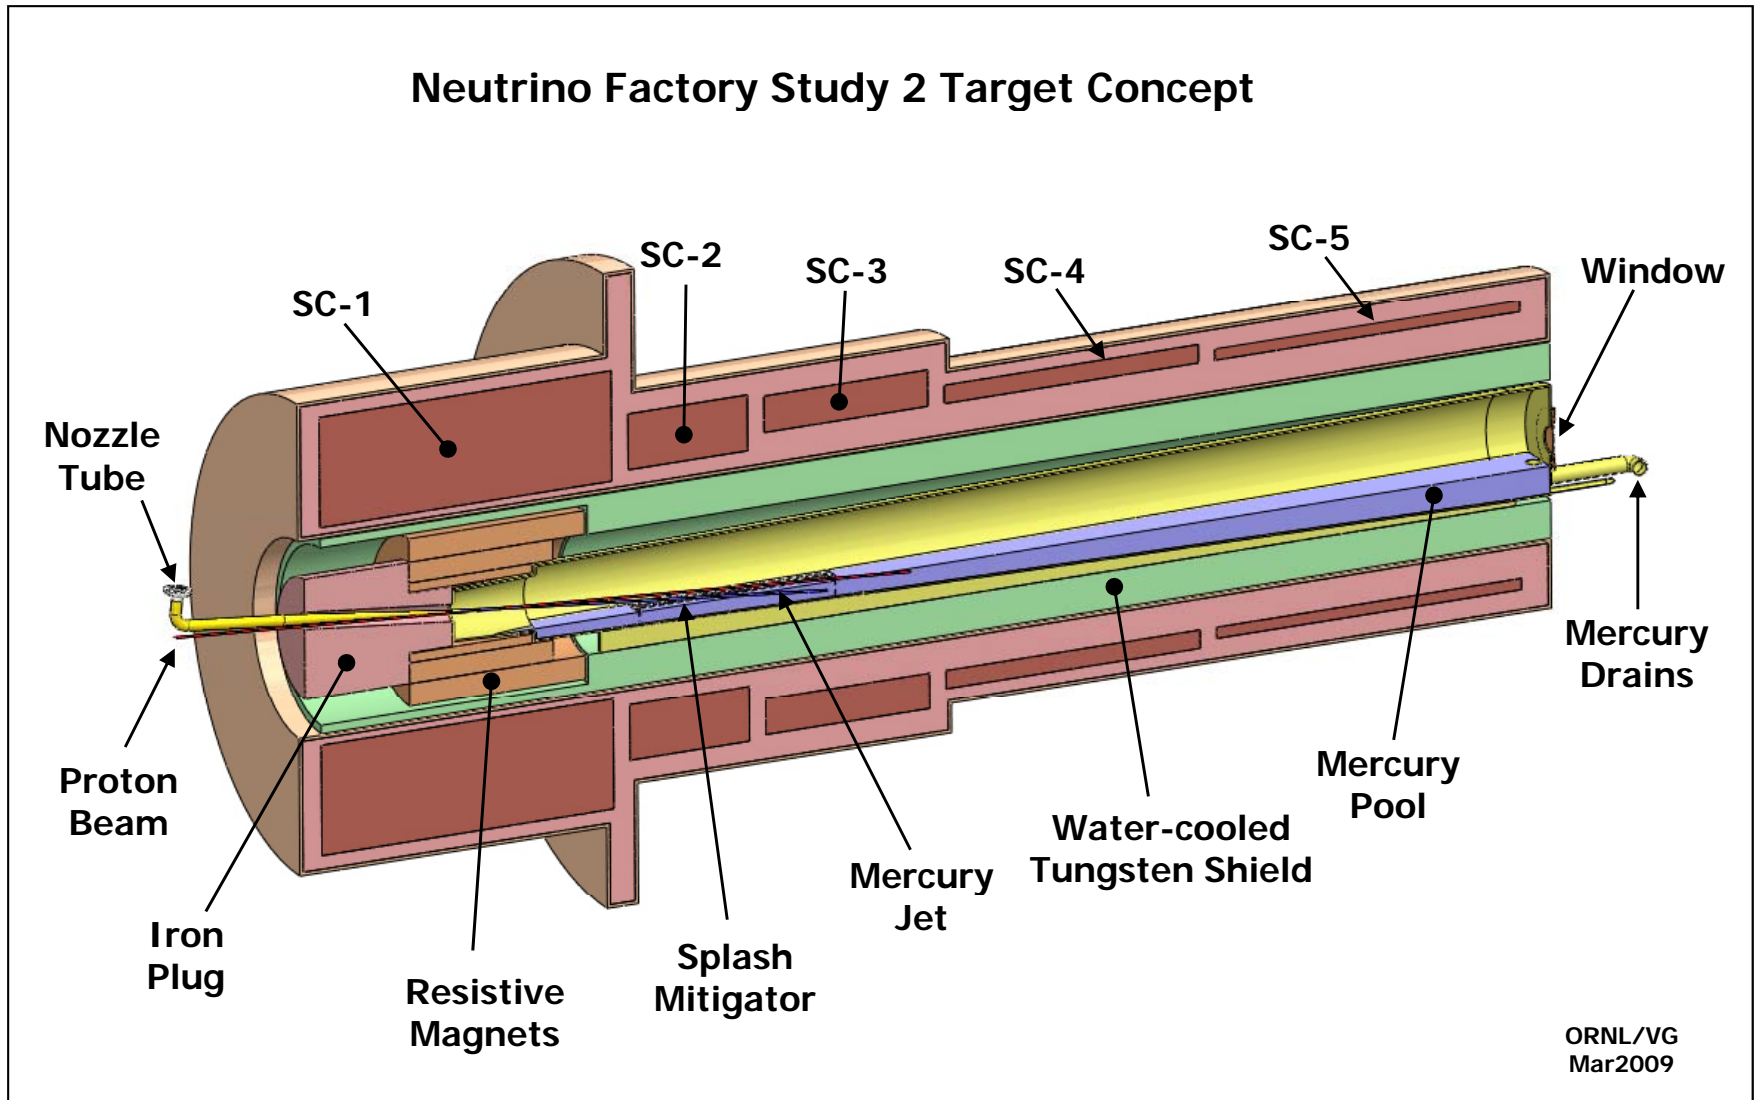 Neutrino Factory Study 2 Target Concept
SC-1
SC-2
SC-3
SC-4
SC-5
Window
Nozzle
Tube
Proton
Beam
Iron
Plug
Resistive
Magnets
Splash
Mitigator
Mercury
Jet
Water-cooled
Tungsten Shield
Mercury
Pool
Mercury
Drains
ORNL/VG
Mar2009